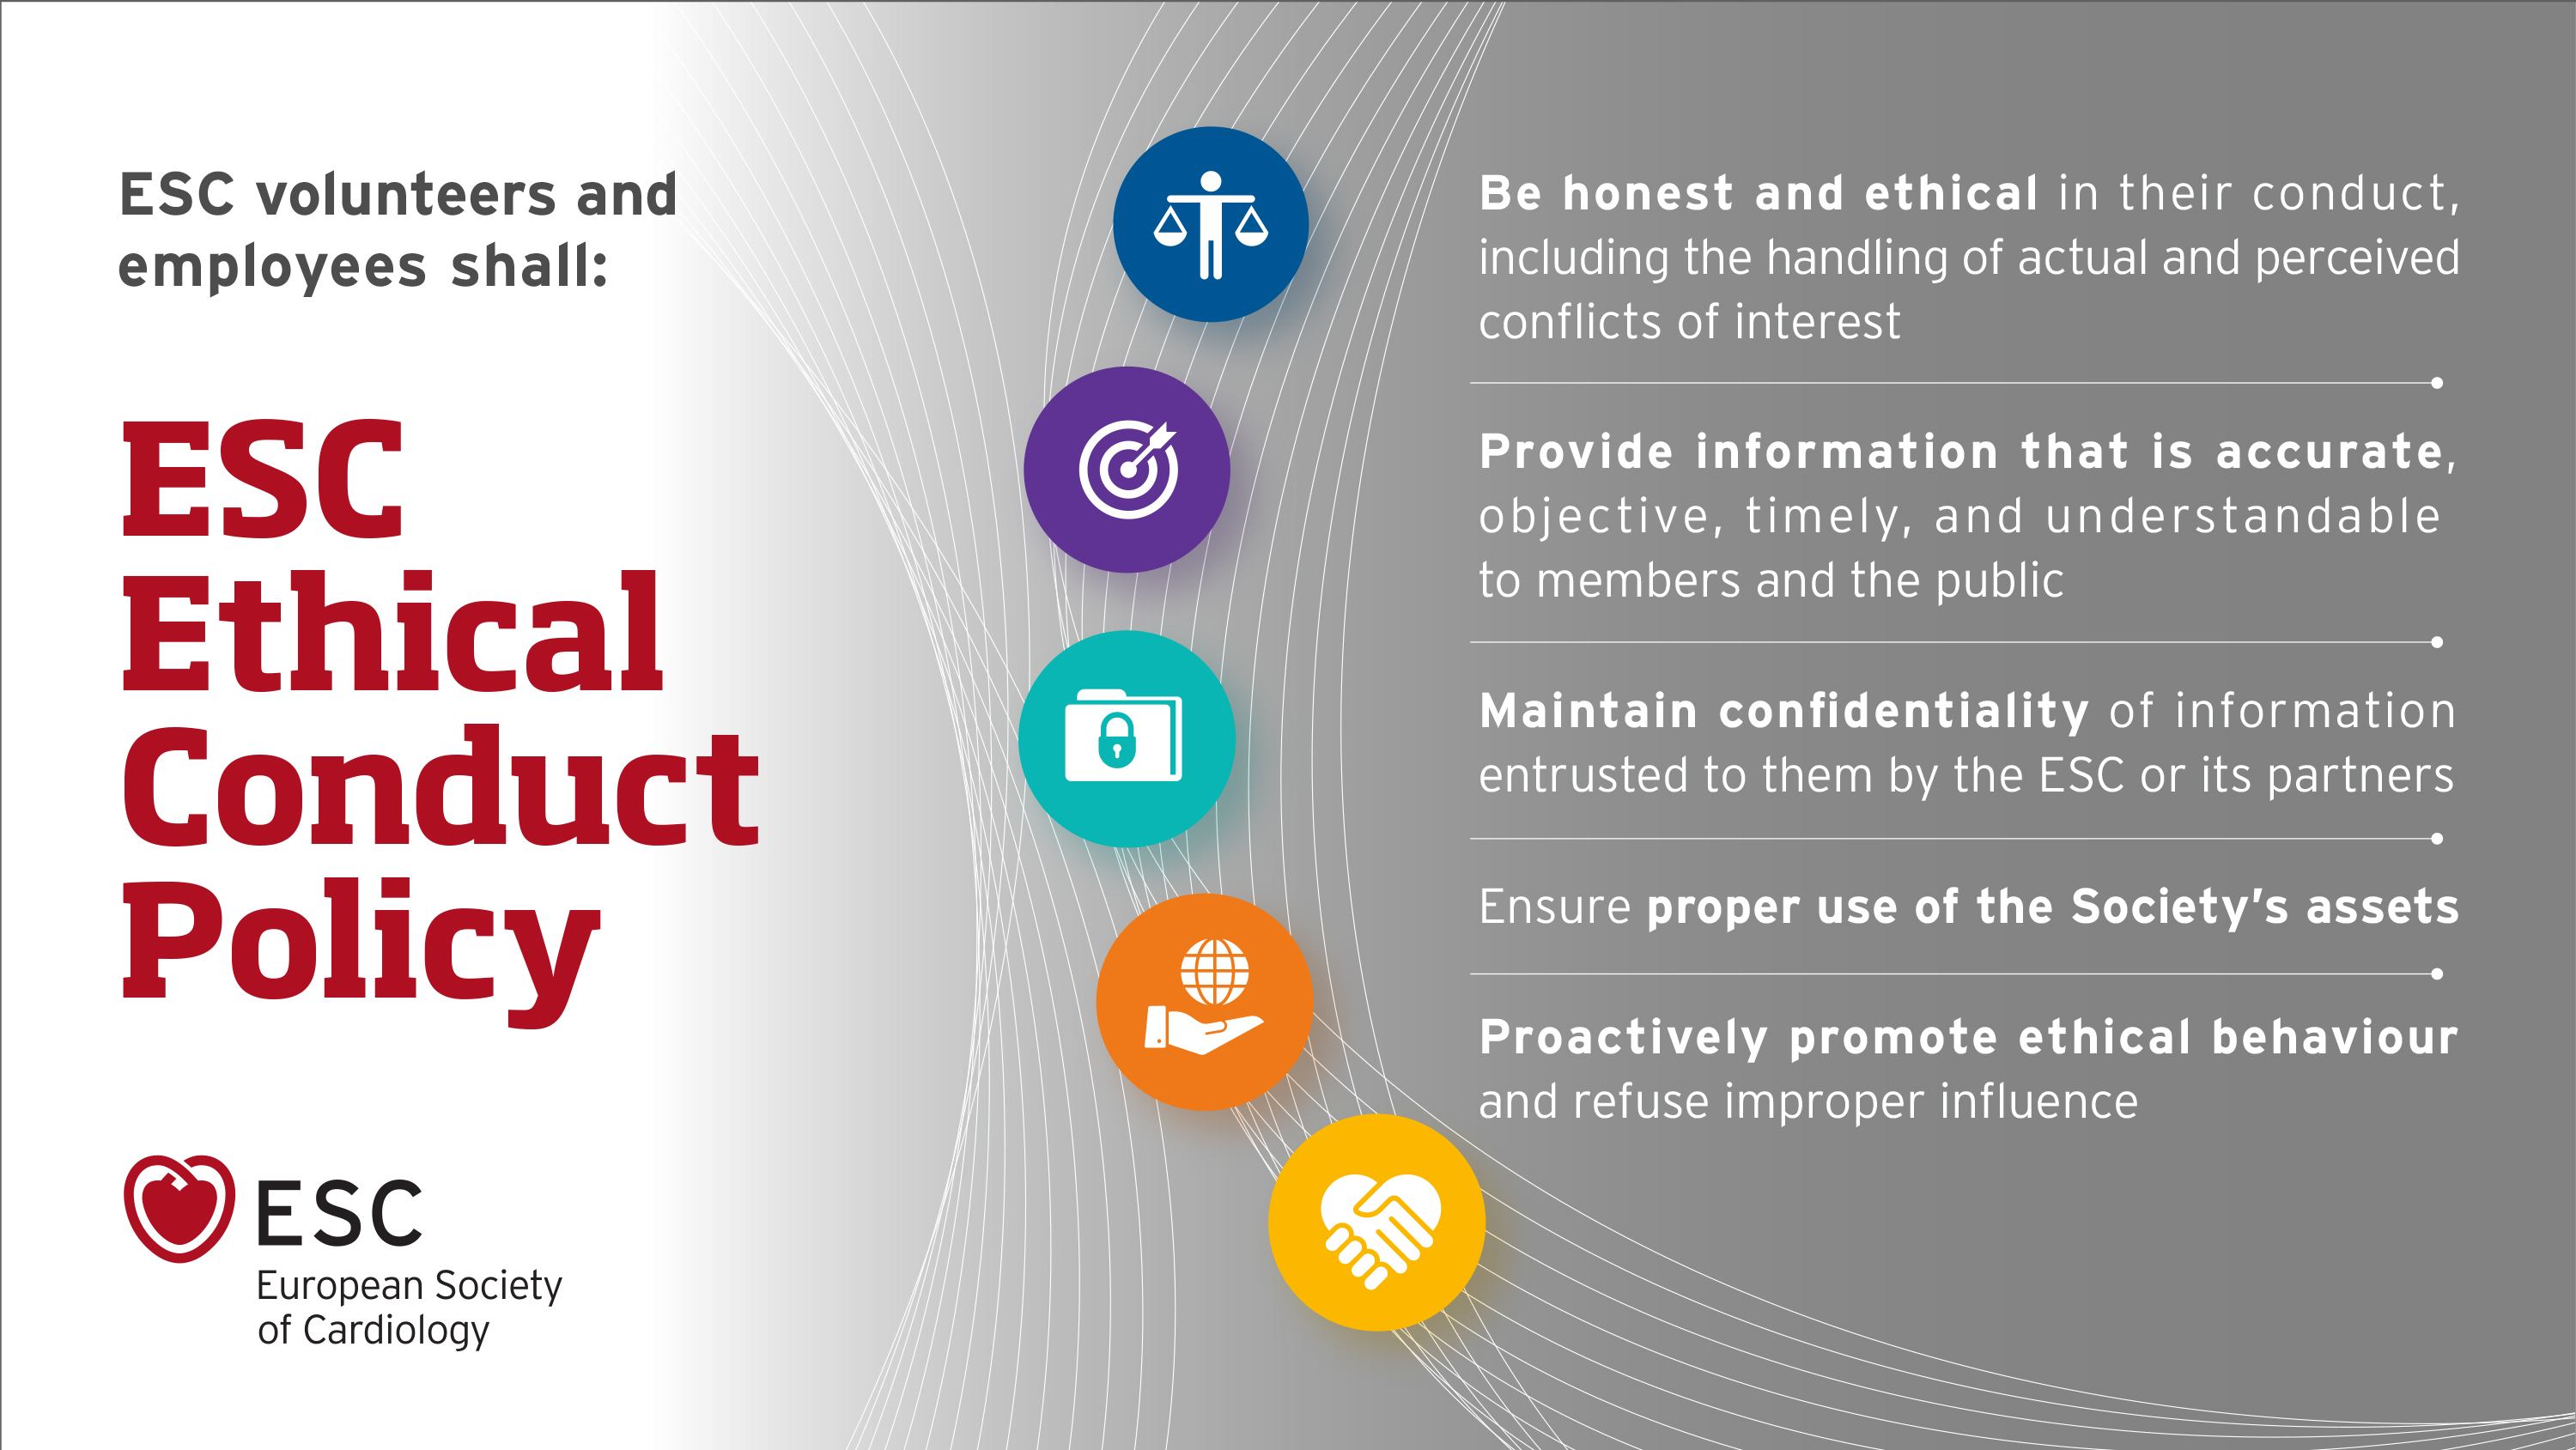 ESC volunteers and
employees shall:
ESC
Ethical
Conduct
Policy
ESC
European Society
of Cardiology
Be honest and ethical in their conduct,
including the handling of actual and perceived
conflicts of interest
Provide information that is accurate,
objective, timely, and understandable
to members and the public
Maintain confidentiality of information
entrusted to them by the ESC or its partners
Ensure proper use of the Society’s assets
Proactively promote ethical behaviour
and refuse improper influence